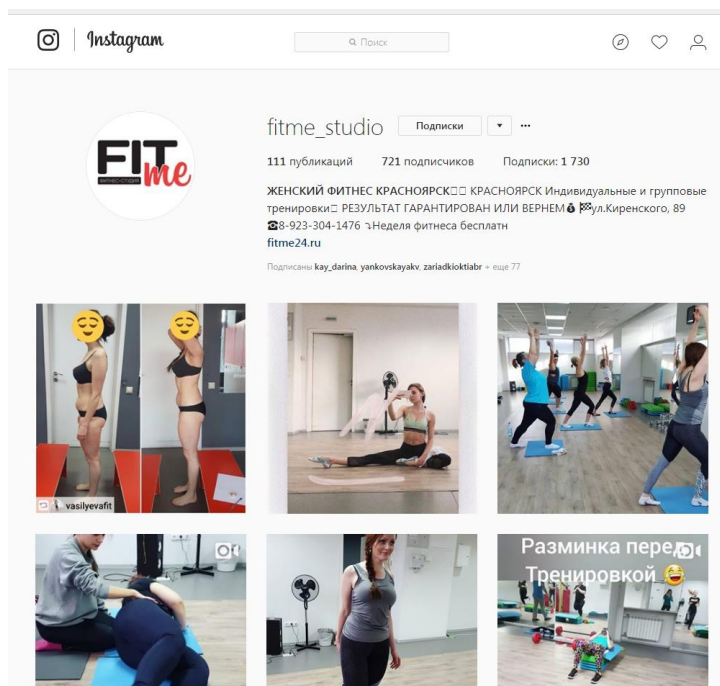 Instagram
Поиск
fitme_studio Подписки
111 публикаций 721 подписчиков Подписки: 1 730
ЖЕНСКИЙ ФИТНЕС КРАСНОЯРСК КРАСНОЯРСК Индивидуальные и групповые
тренировки РЕЗУЛЬТАТ ГАРАНТИРОВАН ИЛИ ВЕРНЕМ💰 🏁ул.Киренского, 89
☎8-923-304-1476 ⤵Неделя фитнеса бесплатн
fitme24.ru
Подписаны kay_darina, yankovskayakv, zariadkioktiabr + еще 77
FIT
ФИТНЕС-СТУДИЯ
me
vasilyevafit
Разминка перед
Тренировкой 😄